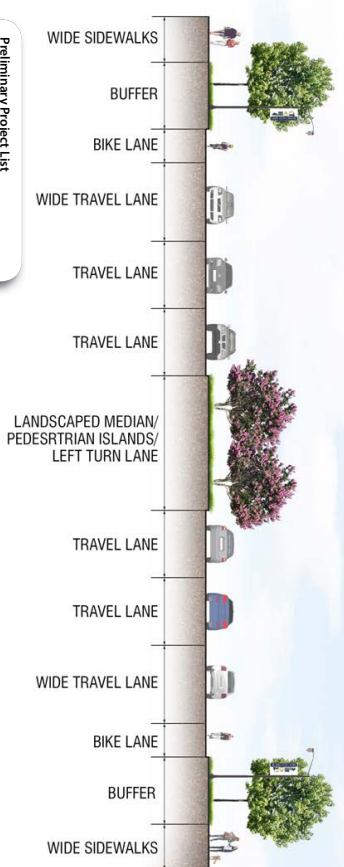 Preliminary Project List
WIDE SIDEWALKS
BUFFER
BIKE LANE
WIDE TRAVEL LANE
TRAVEL LANE
TRAVEL LANE
LANDSCAPED MEDIAN/
PEDESRTRIAN ISLANDS/
LEFT TURN LANE
TRAVEL LANE
TRAVEL LANE
WIDE TRAVEL LANE
BIKE LANE
BUFFER
WIDE SIDEWALKS